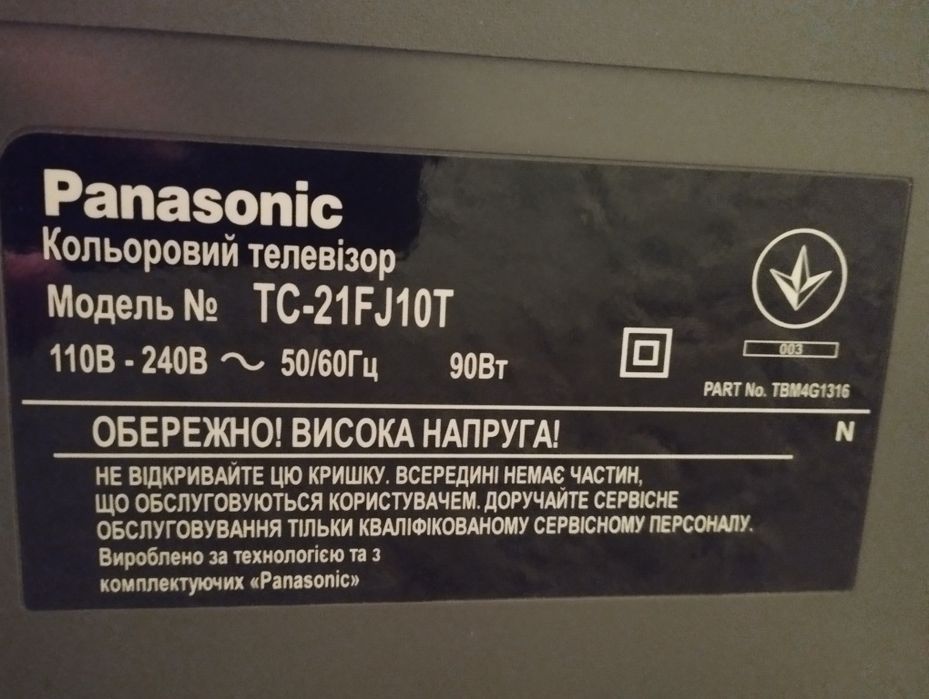 Panasonic
Кольоровий телевізор
Модель № TC-21FJ10T
110В - 240В ~ 50/60Гц 90Вт
003
PART No. TBM4G1316
ОБЕРЕЖНО! ВИСОКА НАПРУГА!
N
НЕ ВІДКРИВАЙТЕ ЦЮ КРИШКУ. ВСЕРЕДИНІ НЕМАЄ ЧАСТИН,
ЩО ОБСЛУГОВУЮТЬСЯ КОРИСТУВАЧЕМ. ДОРУЧАЙТЕ СЕРВІСНЕ
ОБСЛУГОВУВАННЯ ТІЛЬКИ КВАЛІФІКОВАНОМУ СЕРВІСНОМУ ПЕРСОНАЛУ.
Вироблено за технологією та з
комплектуючих «Panasonic»